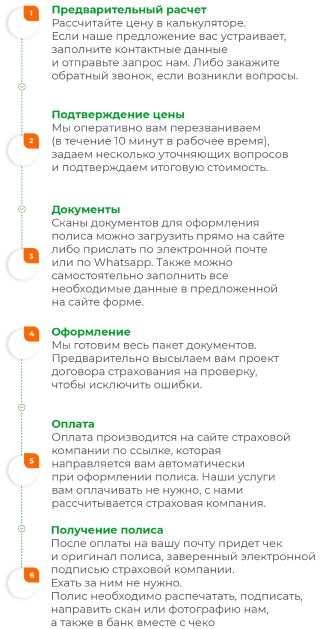 1
Предварительный расчет
Рассчитайте цену в калькуляторе.
Если наше предложение вас устраивает,
заполните контактные данные
и отправьте запрос нам. Либо закажите
обратный звонок, если возникли вопросы.
2
Подтверждение цены
Мы оперативно вам перезваниваем
(в течение 10 минут в рабочее время),
задаем несколько уточняющих вопросов
и подтверждаем итоговую стоимость.
3
Документы
Сканы документов для оформления
полиса можно загрузить прямо на сайте
либо прислать по электронной почте
или по Whatsapp. Также можно
самостоятельно заполнить все
необходимые данные в предложенной
на сайте форме.
4
Оформление
Мы готовим весь пакет документов.
Предварительно высылаем вам проект
договора страхования на проверку,
чтобы исключить ошибки.
5
Оплата
Оплата производится на сайте страховой
компании по ссылке, которая
направляется вам автоматически
при оформлении полиса. Наши услуги
вам оплачивать не нужно, с нами
рассчитывается страховая компания.
6
Получение полиса
После оплаты на вашу почту придет чек
и оригинал полиса, заверенный электронной
подписью страховой компании.
Ехать за ним не нужно.
Полис необходимо распечатать, подписать,
направить скан или фотографию нам,
а также в банк вместе с чеко